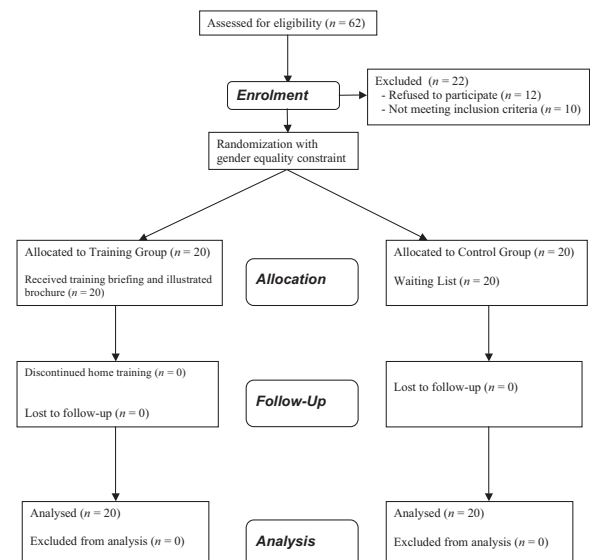 Assessed for eligibility (n = 62)
Enrolment
Excluded (n = 22)
- Refused to participate (n = 12)
- Not meeting inclusion criteria (n = 10)
Randomization with
gender equality constraint
Allocated to Training Group (n = 20)
Received training briefing and illustrated
brochure (n = 20)
Allocation
Allocated to Control Group (n = 20)
Waiting List (n = 20)
Discontinued home training (n = 0)
Lost to follow-up (n = 0)
Follow-Up
Lost to follow-up (n = 0)
Analysed (n = 20)
Excluded from analysis (n = 0)
Analysis
Analysed (n = 20)
Excluded from analysis (n = 0)